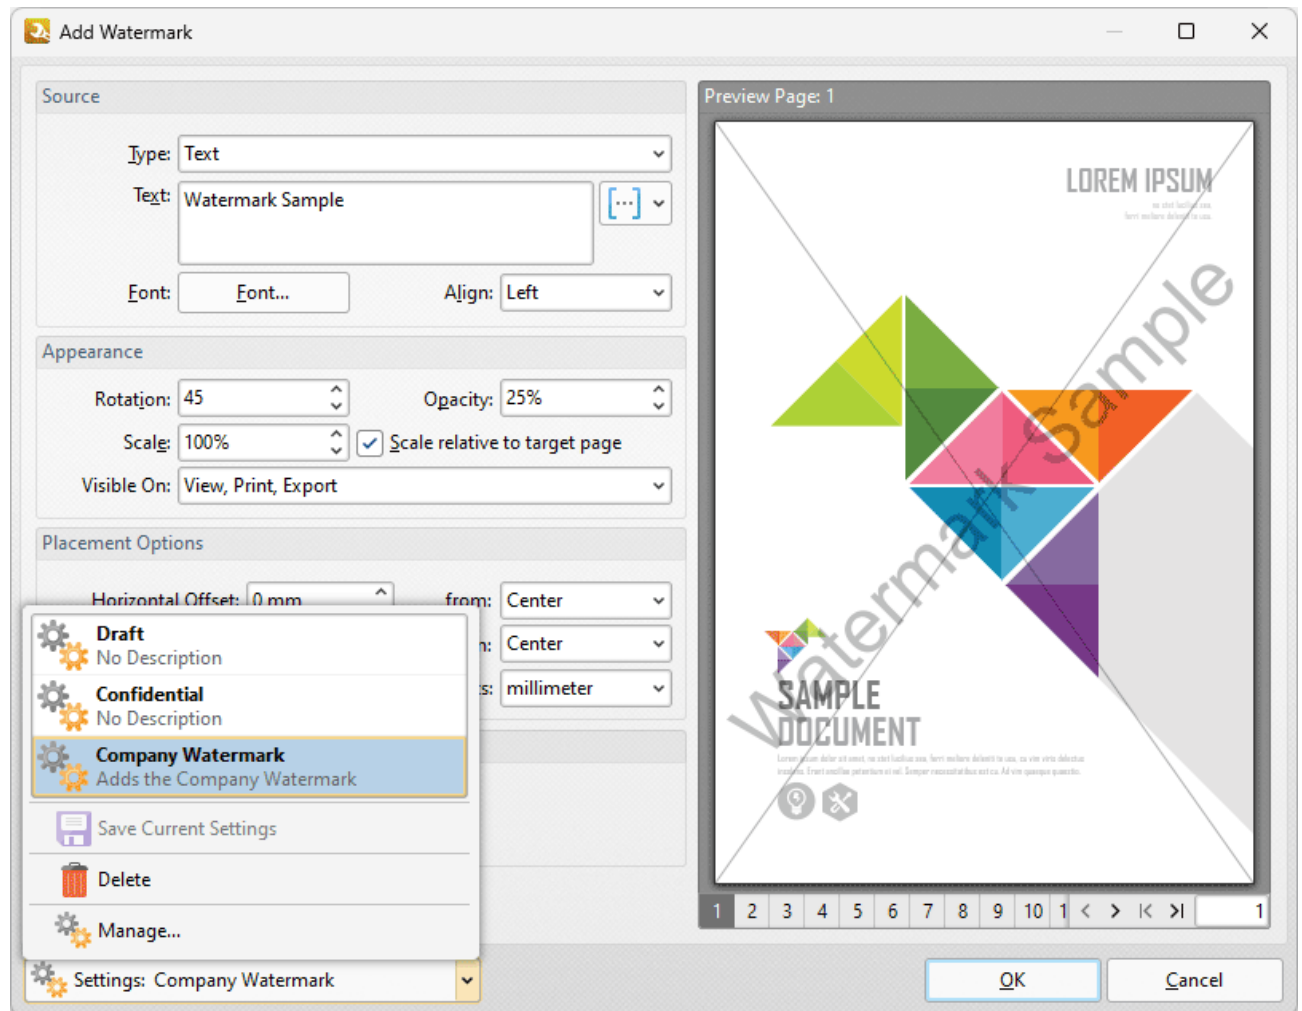 Add Watermark
Source
Type: Text
Text: Watermark Sample
Font: Font...
Align: Left
Appearance
Rotation: 45
Opacity: 25%
Scale: 100%
Scale relative to target page
Visible On: View, Print, Export
Placement Options
Horizontal Offset: 0 mm
from: Center
Center
millimeter
Draft
No Description
Confidential
No Description
Company Watermark
Adds the Company Watermark
Save Current Settings
Delete
Manage...
Settings: Company Watermark
Preview Page: 1
LOREM IPSUM
Watermark Sample
SAMPLE
DOCUMENT
1 2 3 4 5 6 7 8 9 10 1
1
OK
Cancel